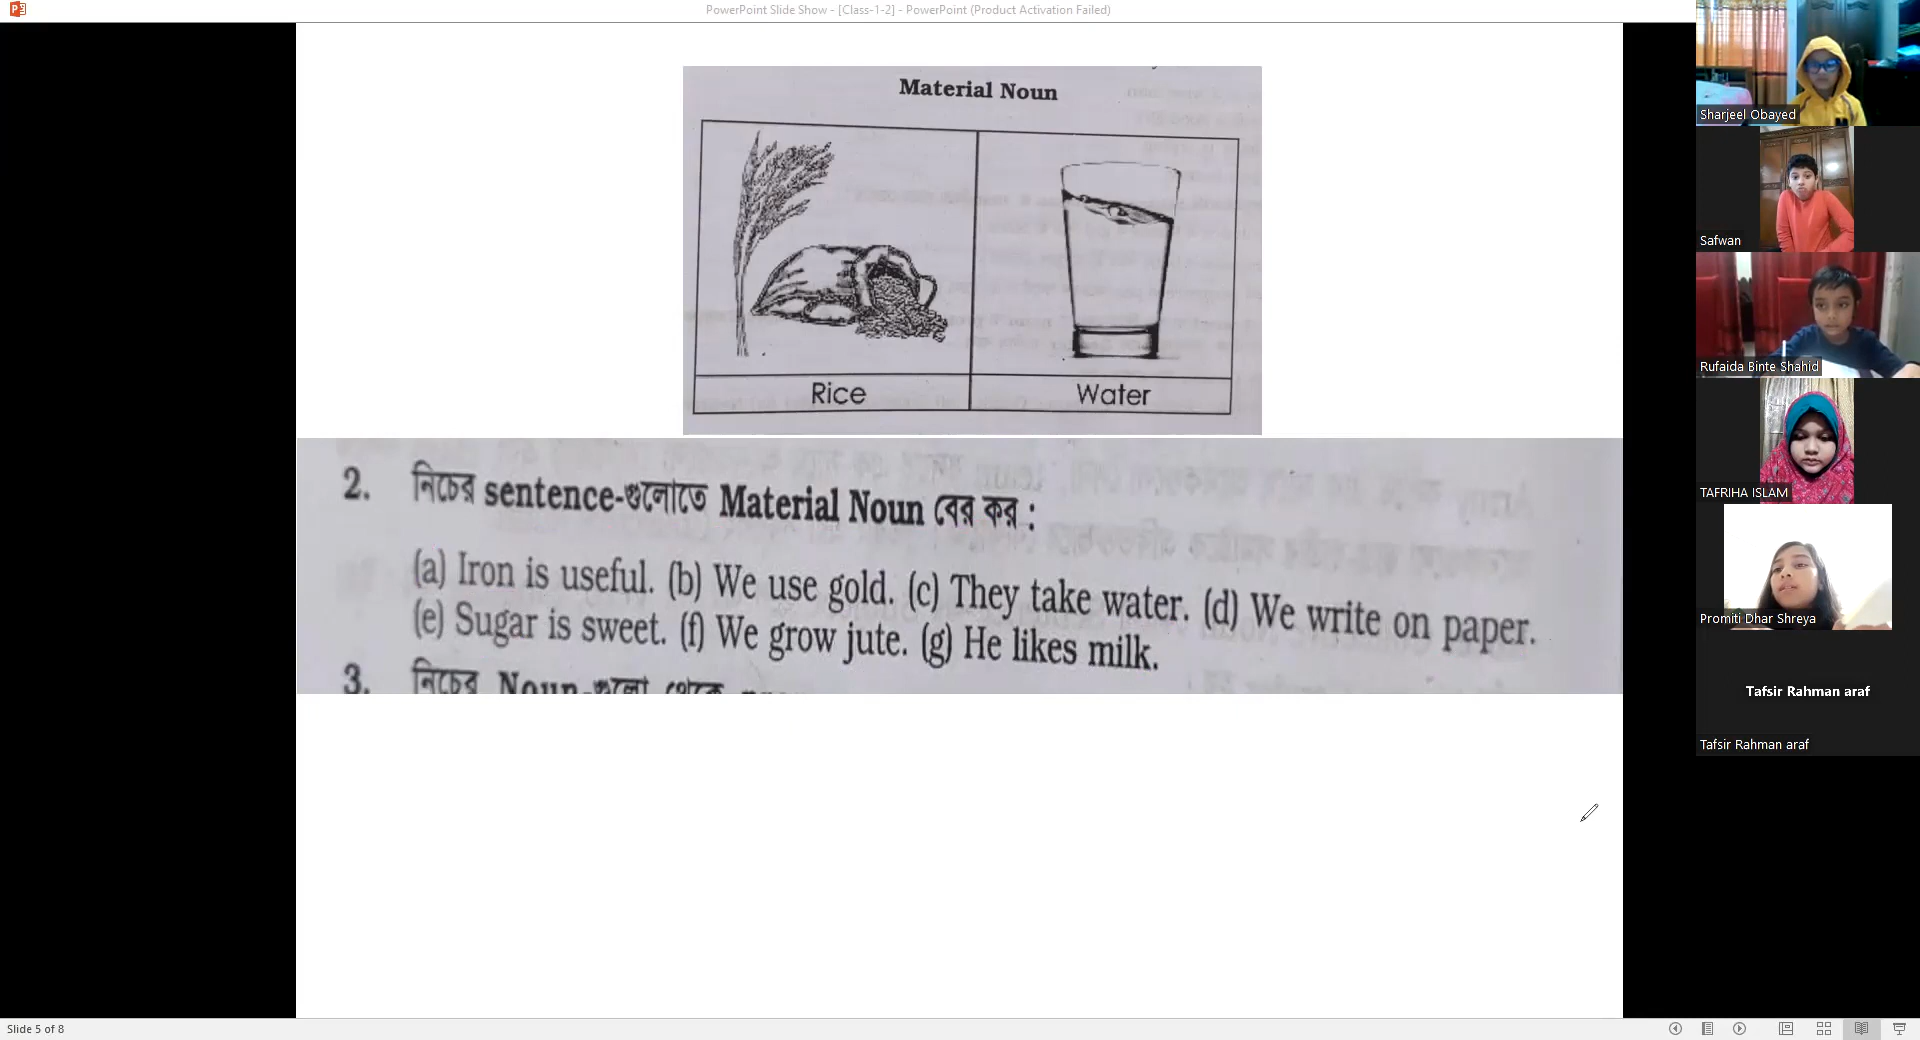 PowerPoint Slide Show - [Class-1-2] - PowerPoint (Product Activation Failed)
Material Noun
Rice
Water
2. নিচের sentence-গুলোতে Material Noun বের কর :
(a) Iron is useful. (b) We use gold. (c) They take water. (d) We write on paper.
(e) Sugar is sweet. (f) We grow jute. (g) He likes milk.
3. নিচের Noun-গুলো থেকে
Sharjeel Obayed
Safwan
Rufaida Binte Shahid
TAFRIHA ISLAM
Promiti Dhar Shreya
Tafsir Rahman araf
Tafsir Rahman araf
Slide 5 of 8